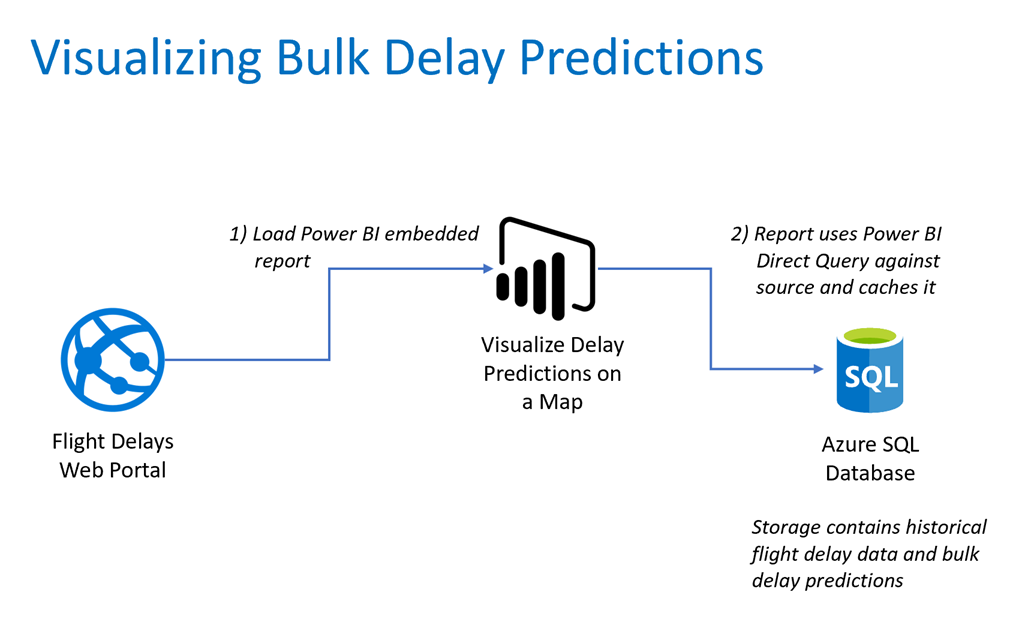 Visualizing Bulk Delay Predictions
1) Load Power BI embedded
report
2) Report uses Power BI
Direct Query against
source and caches it
Visualize Delay
Predictions on
a Map
SQL
Flight Delays
Web Portal
Azure SQL
Database
Storage contains historical
flight delay data and bulk
delay predictions